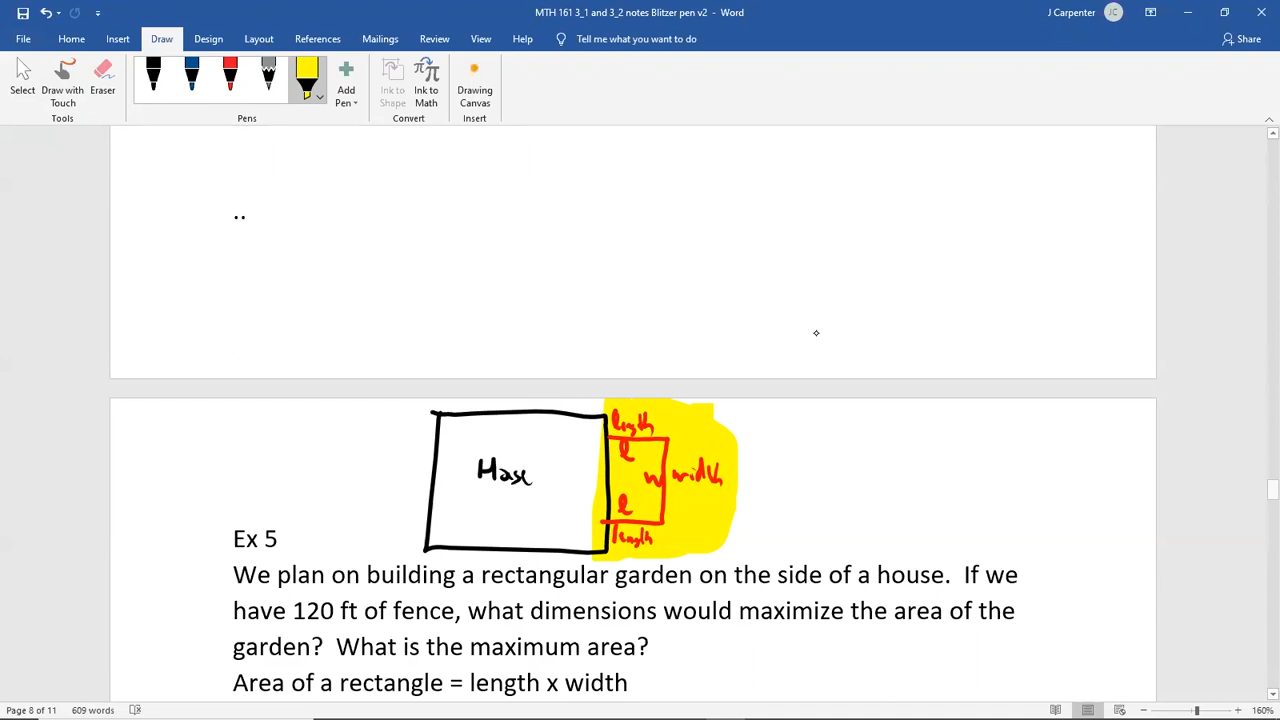 MTH 161 3_1 and 3_2 notes Blitzer pen v2 - Word
J Carpenter
JC
File Home Insert Draw Design Layout References Mailings Review View Help Tell me what you want to do
Share
Select
Draw with Touch
Eraser
Add Pen
Ink to Shape
Ink to Math
Drawing Canvas
Tools
Pens
Convert
Insert
..
length
l
House
w width
l
length
Ex 5
We plan on building a rectangular garden on the side of a house. If we
have 120 ft of fence, what dimensions would maximize the area of the
garden? What is the maximum area?
Area of a rectangle = length x width
Page 8 of 11 609 words
160%